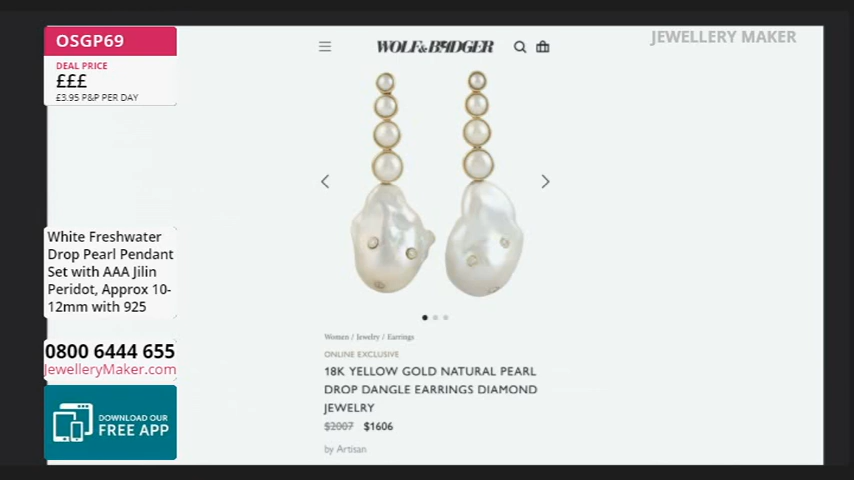 OSGP69
DEAL PRICE
£££
£3.95 P&P PER DAY
White Freshwater
Drop Pearl Pendant
Set with AAA Jilin
Peridot, Approx 10-
12mm with 925
0800 6444 655
JewelleryMaker.com
DOWNLOAD OUR
FREE APP
WOLF&BADGER
JEWELLERY MAKER
Women / Jewelry / Earrings
ONLINE EXCLUSIVE
18K YELLOW GOLD NATURAL PEARL
DROP DANGLE EARRINGS DIAMOND
JEWELRY
$2007 $1606
by Artisan